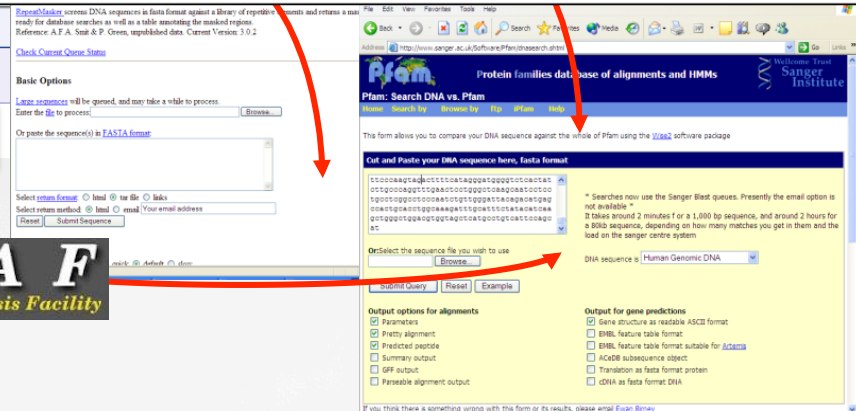 RepeatMasker screens DNA sequences in fasta format against a library of repetitive elements and returns a mas
ready for database searches as well as a table annotating the masked regions.
Reference: A.F.A. Smit & P. Green, unpublished data. Current Version: 3.0.2
Check Current Queue Status
Basic Options
Large sequences will be queued, and may take a while to process.
Enter the file to process: Browse...
Or paste the sequence(s) in FASTA format:
Select return format: html tar file links
Select return method: html email Your email address
Reset Submit Sequence
quick default slow
A F
sis Facility
File Edit View Favorites Tools Help
Back Search Favorites Media
Address http://www.sanger.ac.uk/Software/Pfam/dnasearch.shtml Go Links
Pfam Protein families database of alignments and HMMs
Wellcome Trust
Sanger
Institute
Pfam: Search DNA vs. Pfam
Home Search by Browse by ftp iPfam Help
This form allows you to compare your DNA sequence against the whole of Pfam using the Wise2 software package
Cut and Paste your DNA sequence here, fasta format
ttcccaagtagactttttcatagggatggggtctcactat
cttgcccaggtttgaactcctgggctcaagcaatcctcc
tgcctcggcctcccaatctgttgggattacagacatgag
ccactgcacctggcaaagatttgcatttctatacatcaa
gctgggctggacgtggtagctcatgcctgtcattccagc
at
* Searches now use the Sanger Blast queues. Presently the email option is
not available *
It takes around 2 minutes f or a 1,000 bp sequence, and around 2 hours for
a 80kb sequence, depending on how many matches you get in them and the
load on the sanger centre system
Or:Select the sequence file you wish to use
Browse...
DNA sequence is Human Genomic DNA
Submit Query Reset Example
Output options for alignments
Parameters
Pretty alignment
Predicted peptide
Summary output
GFF output
Parseable alignment output
Output for gene predictions
Gene structure as readable ASCII format
EMBL feature table format
EMBL feature table format suitable for Artemis
ACeDB subsequence object
Translation as fasta format protein
cDNA as fasta format DNA
If you think there is something wrong with this form or its results, please email Ewan Birney